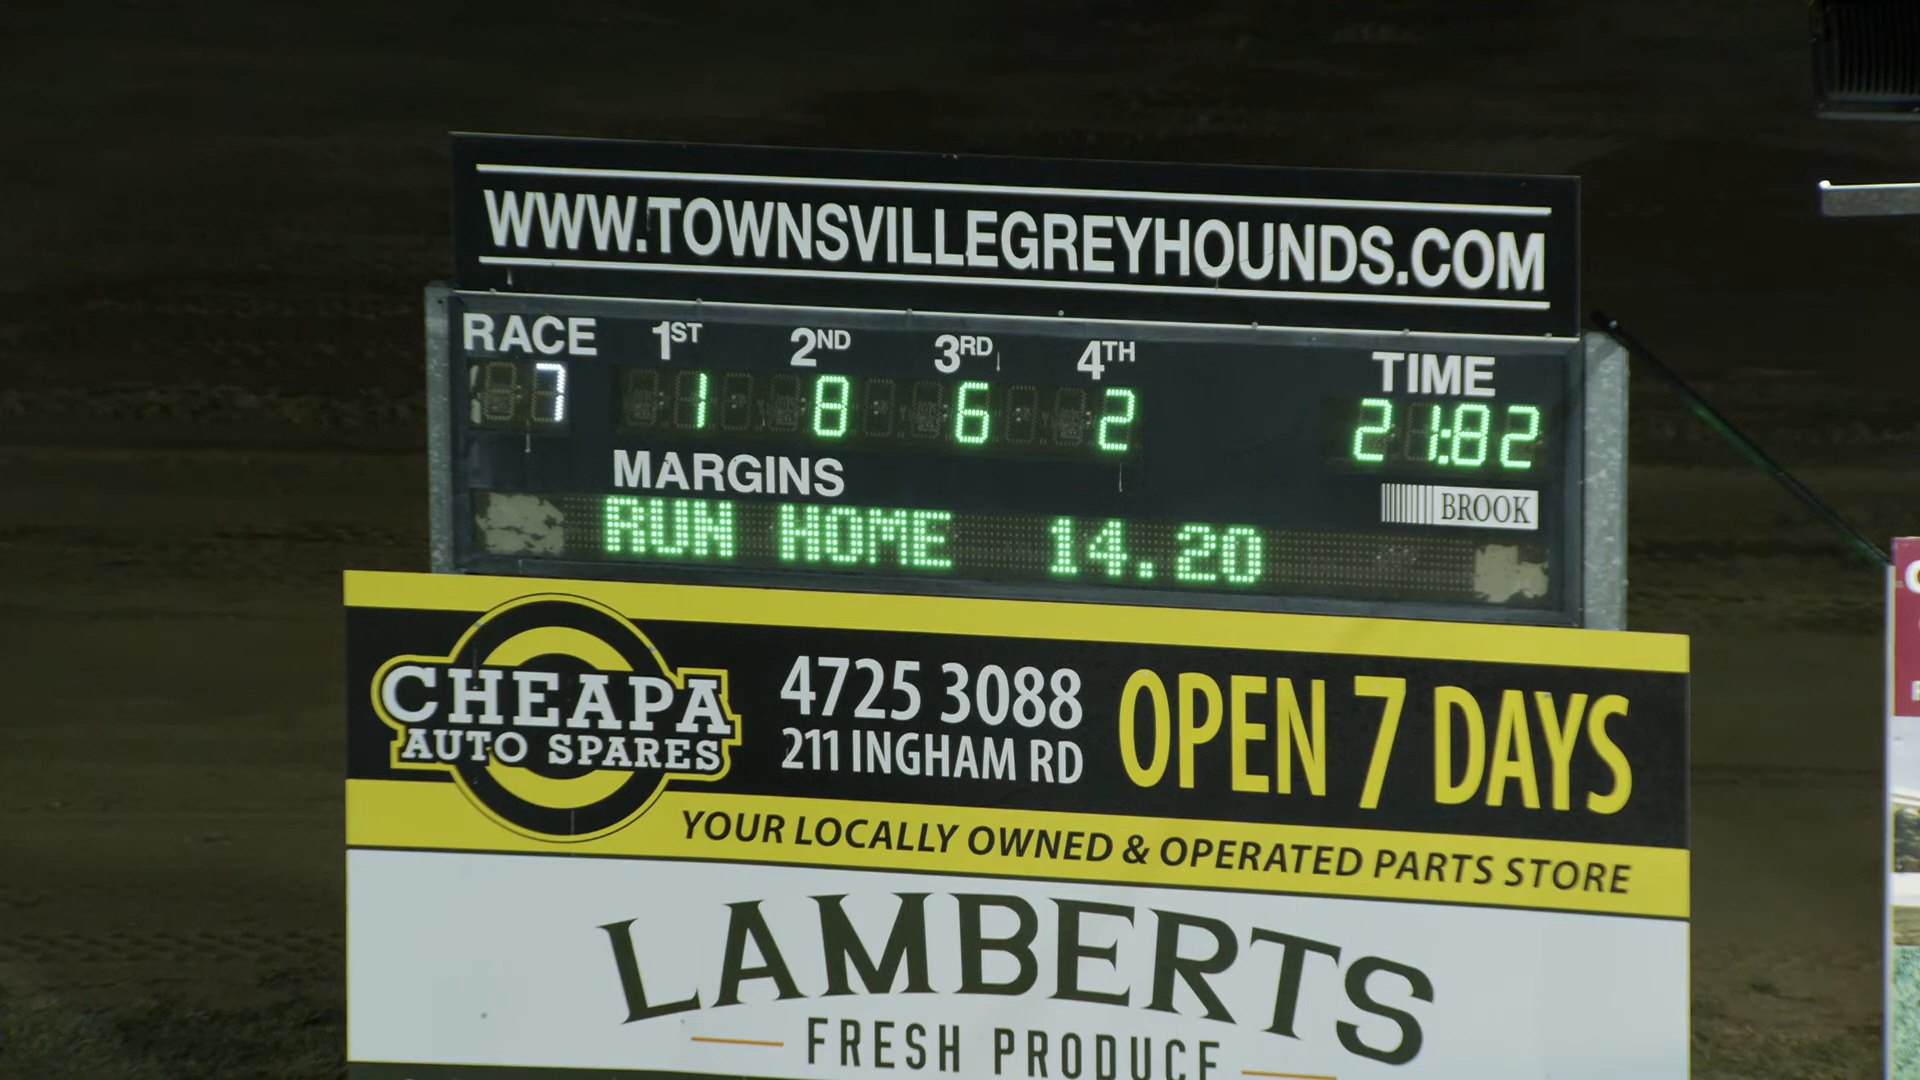 WWW.TOWNSVILLEGREYHOUNDS.COM
RACE 1ST 2ND 3RD 4TH TIME
7 1 8 6 2 21:82
MARGINS
BROOK
RUN HOME 14.20
CHEAPA
AUTO SPARES
4725 3088
211 INGHAM RD
OPEN 7 DAYS
YOUR LOCALLY OWNED & OPERATED PARTS STORE
LAMBERTS
FRESH PRODUCE